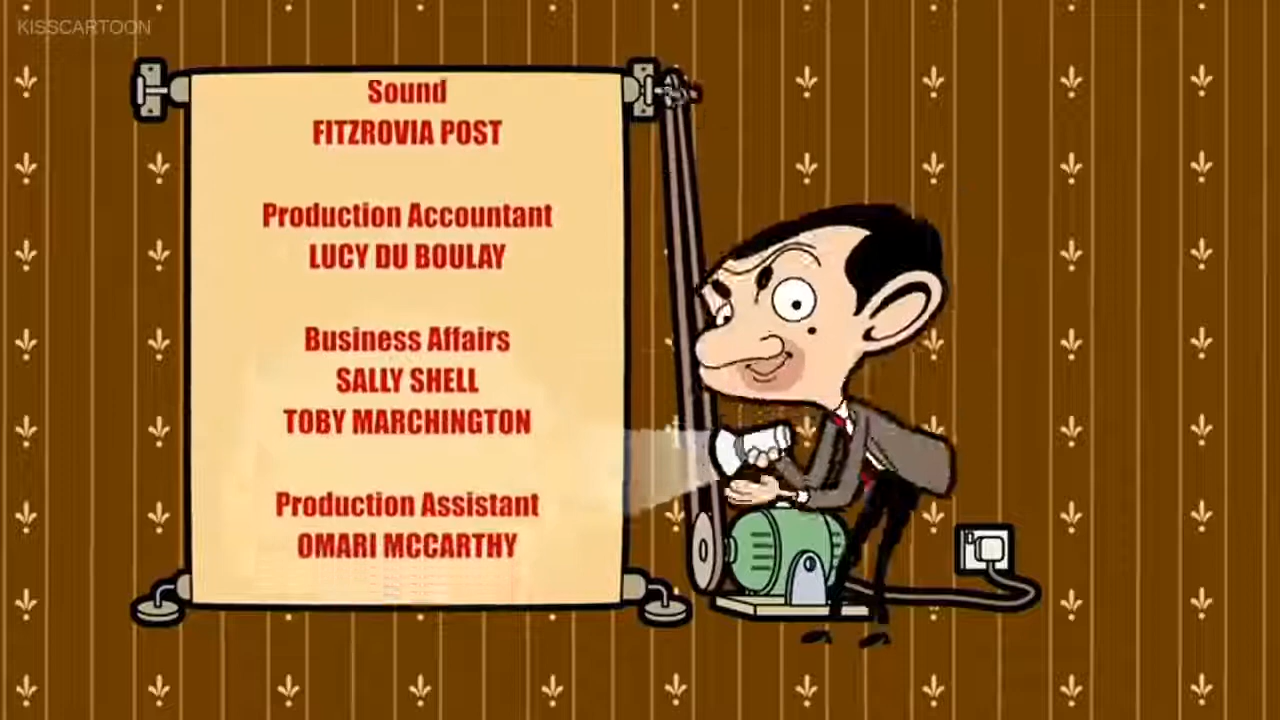 KISSCARTOON
Sound
FITZROVIA POST
Production Accountant
LUCY DU BOULAY
Business Affairs
SALLY SHELL
TOBY MARCHINGTON
Production Assistant
OMARI MCCARTHY